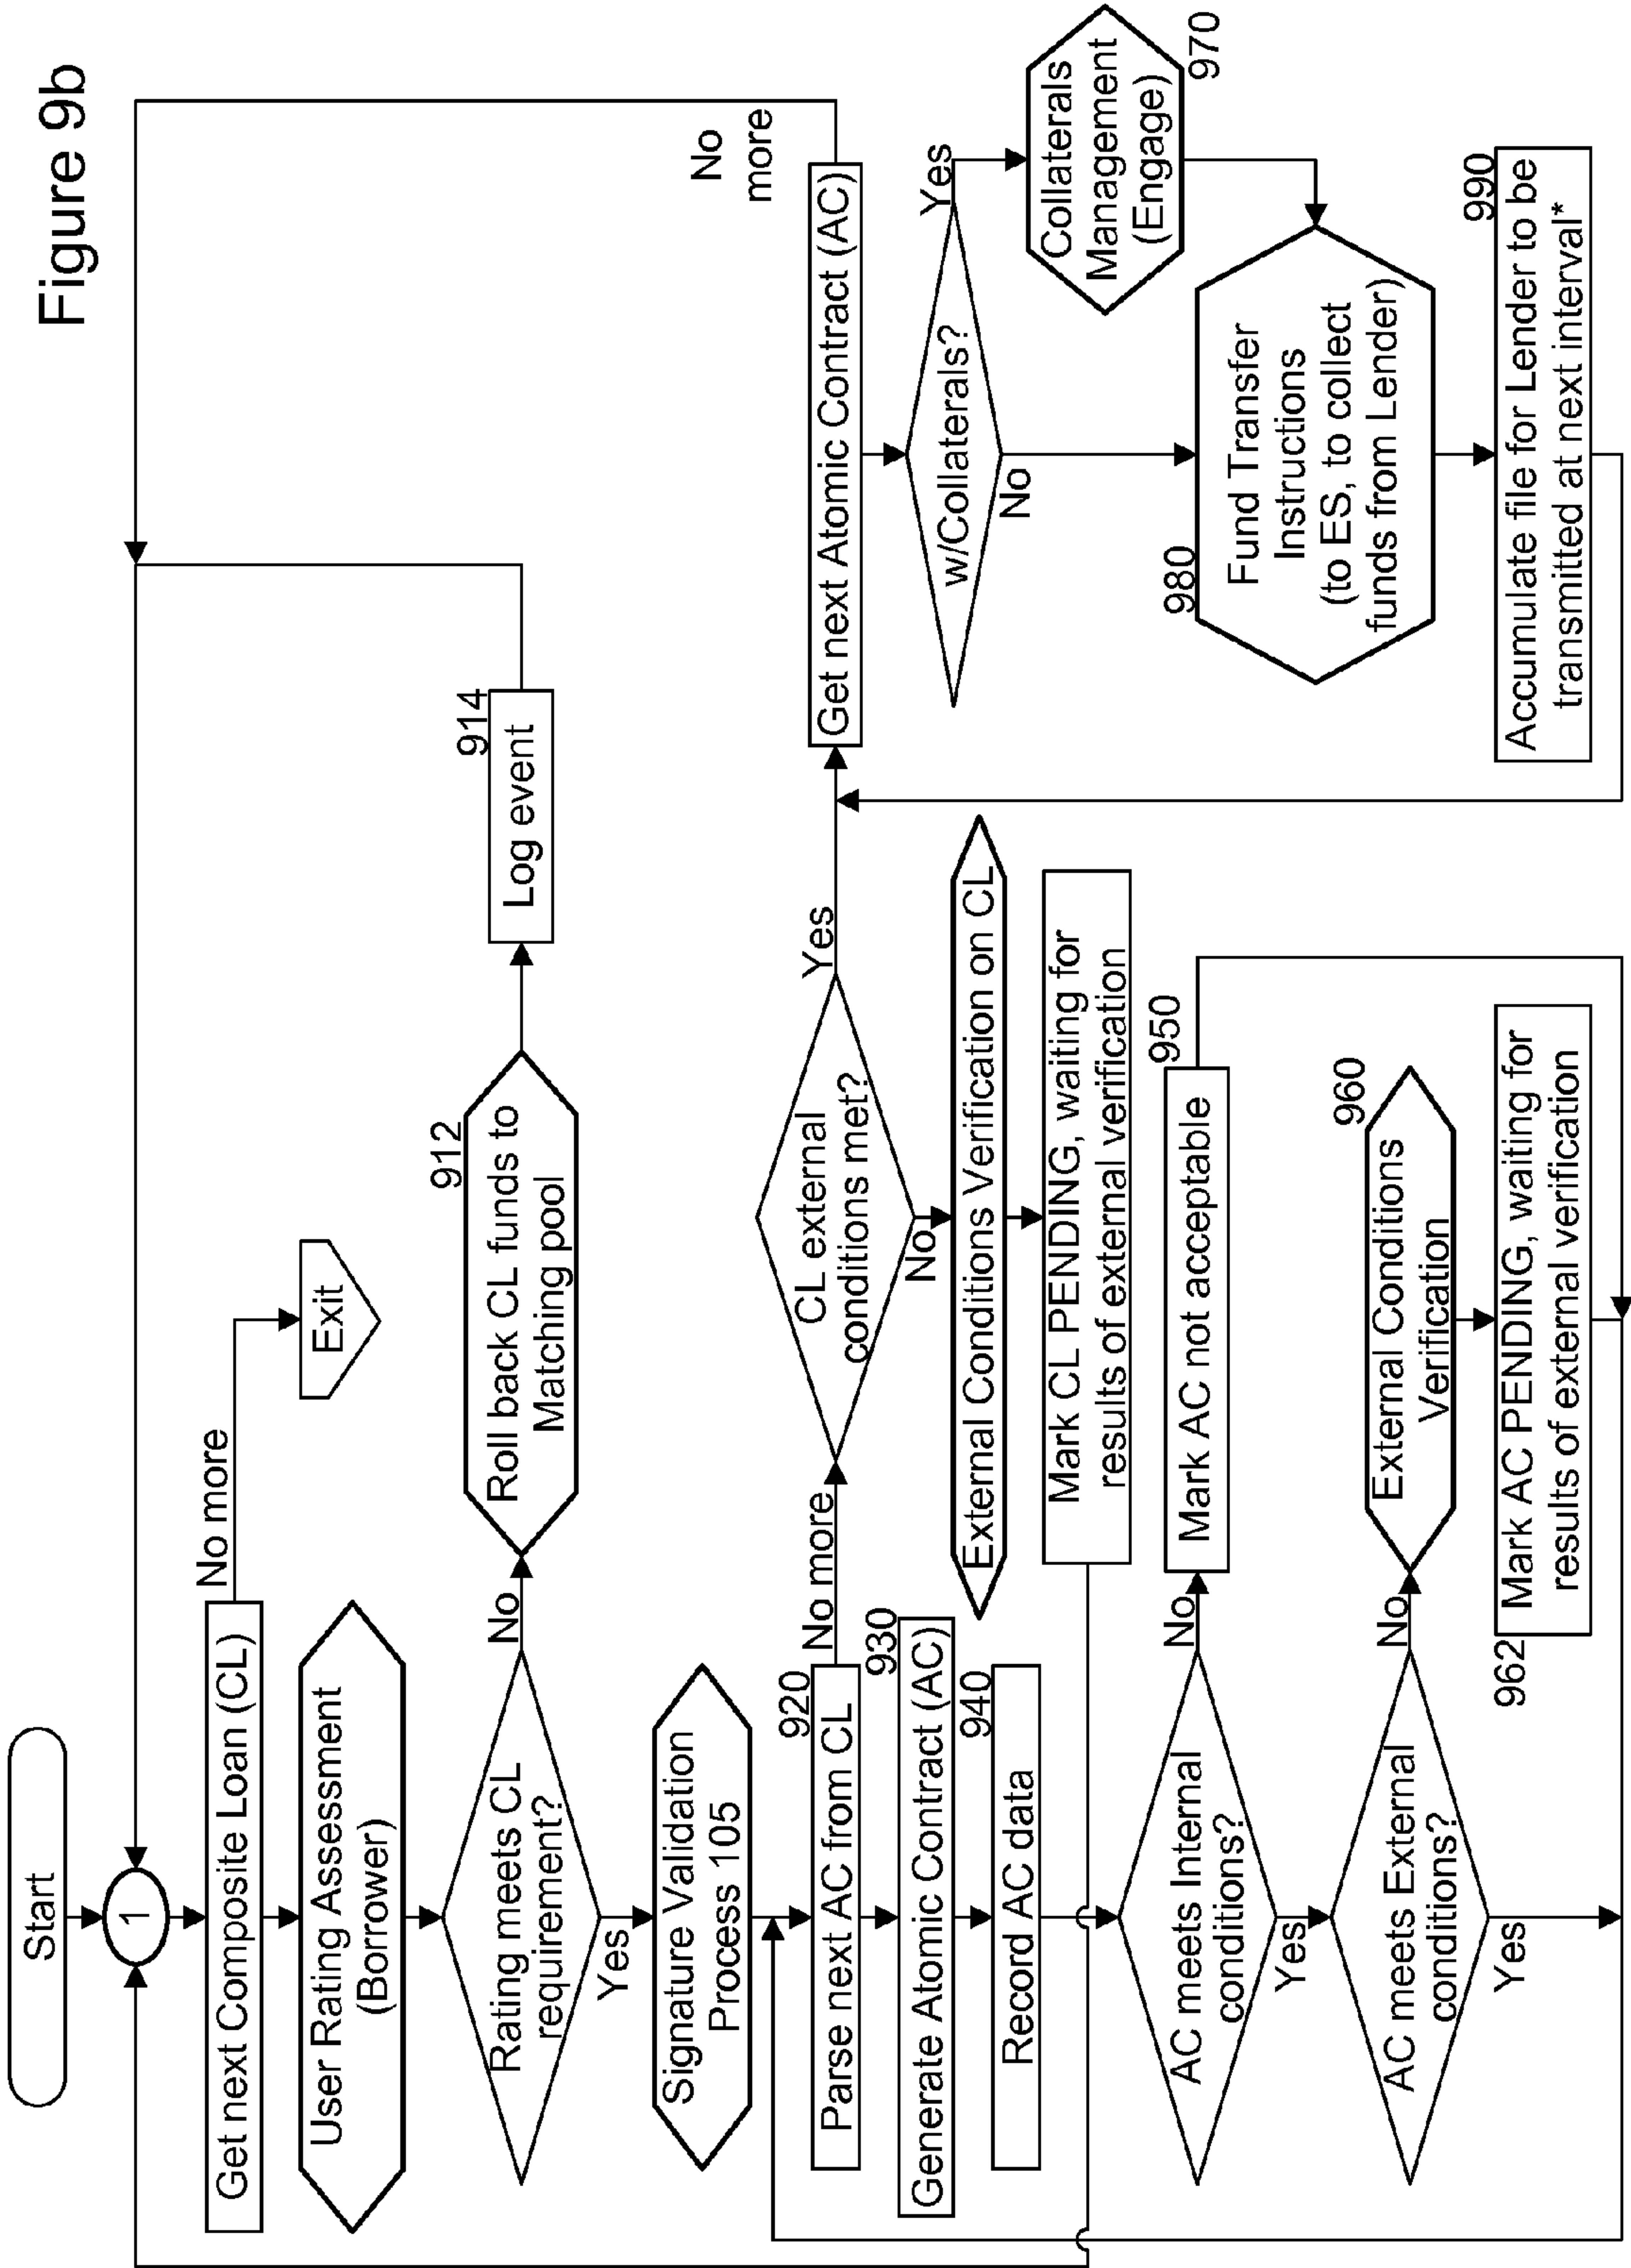 Figure 9b
Start
1
Get next Composite Loan (CL)
No more
Exit
User Rating Assessment
(Borrower)
Rating meets CL
requirement?
No
912
Roll back CL funds to
Matching pool
914
Log event
Yes
Signature Validation
Process 105
920
Parse next AC from CL
No more
CL external
conditions met?
Yes
Get next Atomic Contract (AC)
No
more
930
Generate Atomic Contract (AC)
940
Record AC data
No
External Conditions Verification on CL
Mark CL PENDING, waiting for
results of external verification
w/Collaterals?
Yes
Collaterals
Management
(Engage)
970
No
980
Fund Transfer
Instructions
(to ES, to collect
funds from Lender)
990
Accumulate file for Lender to be
transmitted at next interval*
AC meets Internal
conditions?
No
950
Mark AC not acceptable
Yes
AC meets External
conditions?
No
960
External Conditions
Verification
962
Mark AC PENDING, waiting for
results of external verification
Yes